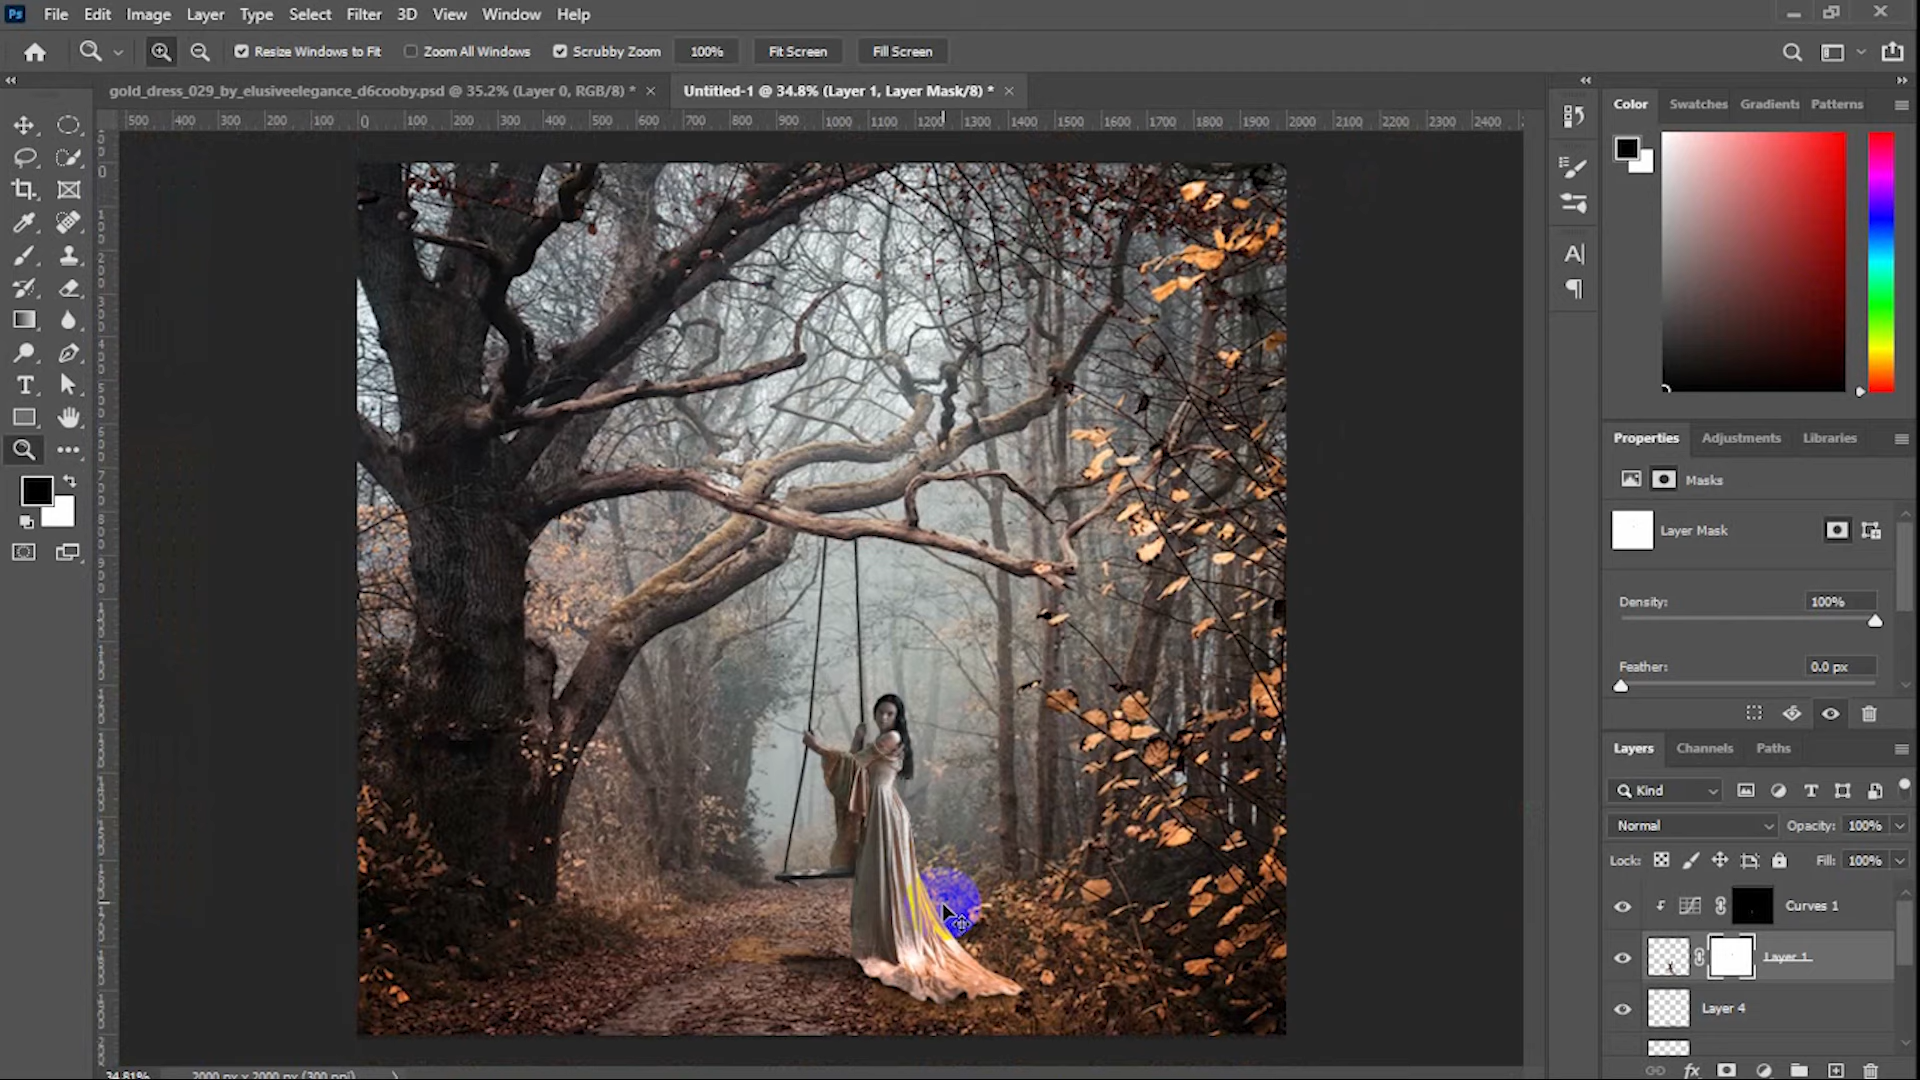 Ps File Edit Image Layer Type Select Filter 3D View Window Help
Resize Windows to Fit Zoom All Windows Scrubby Zoom 100% Fit Screen Fill Screen
gold_dress_029_by_elusiveelegance_d6cooby.psd @ 35.2% (Layer 0, RGB/8) * × Untitled-1 @ 34.8% (Layer 1, Layer Mask/8) * ×
500 400 300 200 100 0 100 200 300 400 500 600 700 800 900 1000 1100 1200 1300 1400 1500 1600 1700 1800 1900 2000 2100 2200 2300 2400
Color Swatches Gradients Patterns
Properties Adjustments Libraries
Masks
Layer Mask
Density: 100%
Feather: 0.0 px
Layers Channels Paths
Kind
Normal Opacity: 100%
Lock: Fill: 100%
Curves 1
Layer 1
Layer 4
34.81% 2000 px x 2000 px (300 ppi)